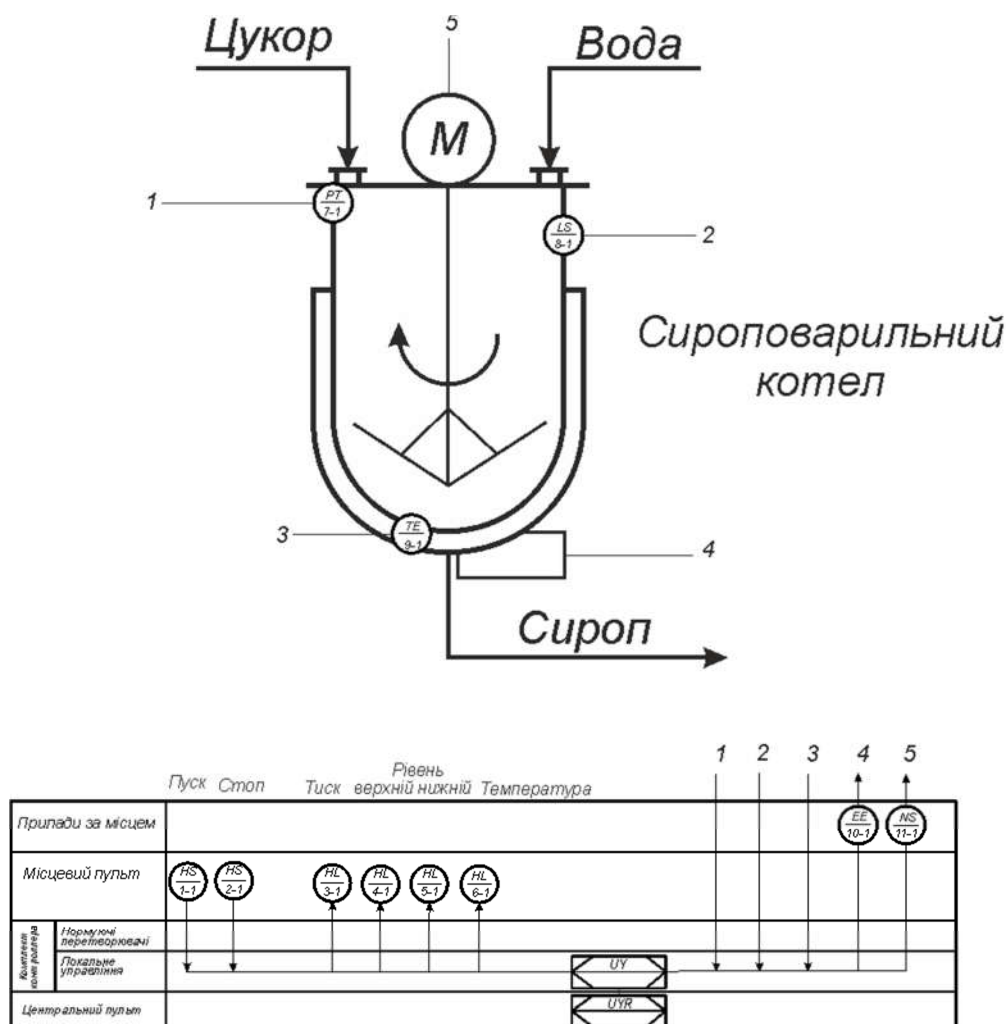 5
Цукор
Вода
M
1
PT
7-1
LS
8-1
2
Сироповарильний
котел
3
TE
9-1
4
Сироп
1 2 3 4 5
Пуск Стоп Тиск Рівень
верхній нижній Температура
Прилади за місцем
EE
10-1
NS
11-1
Місцевий пульт
HS
1-1
HS
2-1
HL
3-1
HL
4-1
HL
5-1
HL
6-1
Комплект
контроллера
Нормуючі
перетворювачі
Локальне
управління
UY
Центральний пульт
UYR